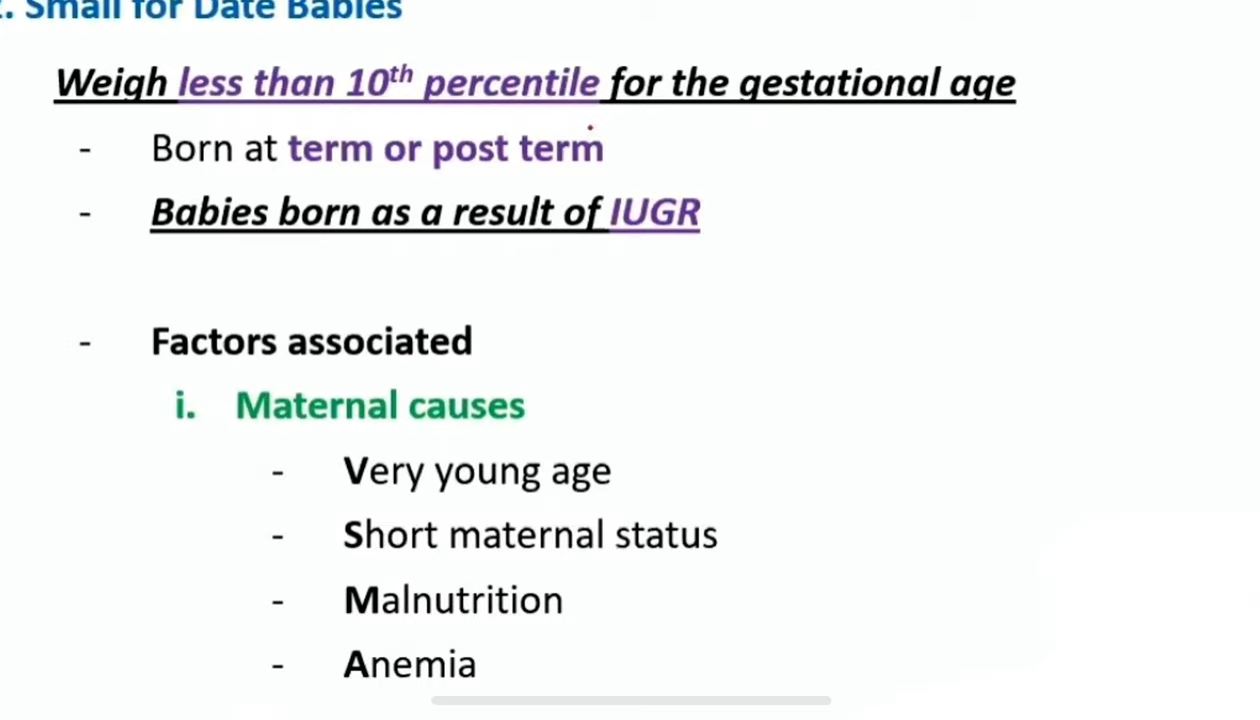 . Small for Date Babies
Weigh less than 10th percentile for the gestational age
- Born at term or post term
- Babies born as a result of IUGR
- Factors associated
i. Maternal causes
- Very young age
- Short maternal status
- Malnutrition
- Anemia